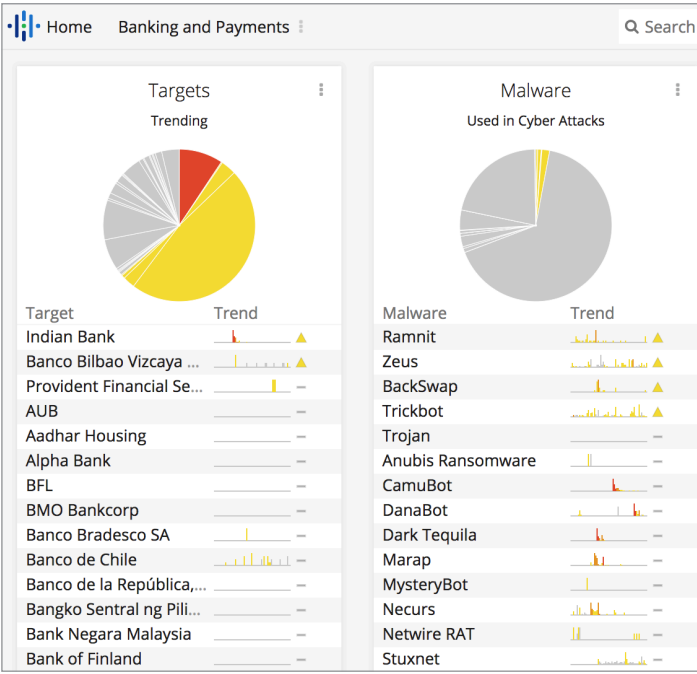 Home Banking and Payments Search
Targets
Trending
Target Trend
Indian Bank
Banco Bilbao Vizcaya ...
Provident Financial Se...
AUB
Aadhar Housing
Alpha Bank
BFL
BMO Bankcorp
Banco Bradesco SA
Banco de Chile
Banco de la República,...
Bangko Sentral ng Pili...
Bank Negara Malaysia
Bank of Finland
Malware
Used in Cyber Attacks
Malware Trend
Ramnit
Zeus
BackSwap
Trickbot
Trojan
Anubis Ransomware
CamuBot
DanaBot
Dark Tequila
Marap
MysteryBot
Necurs
Netwire RAT
Stuxnet